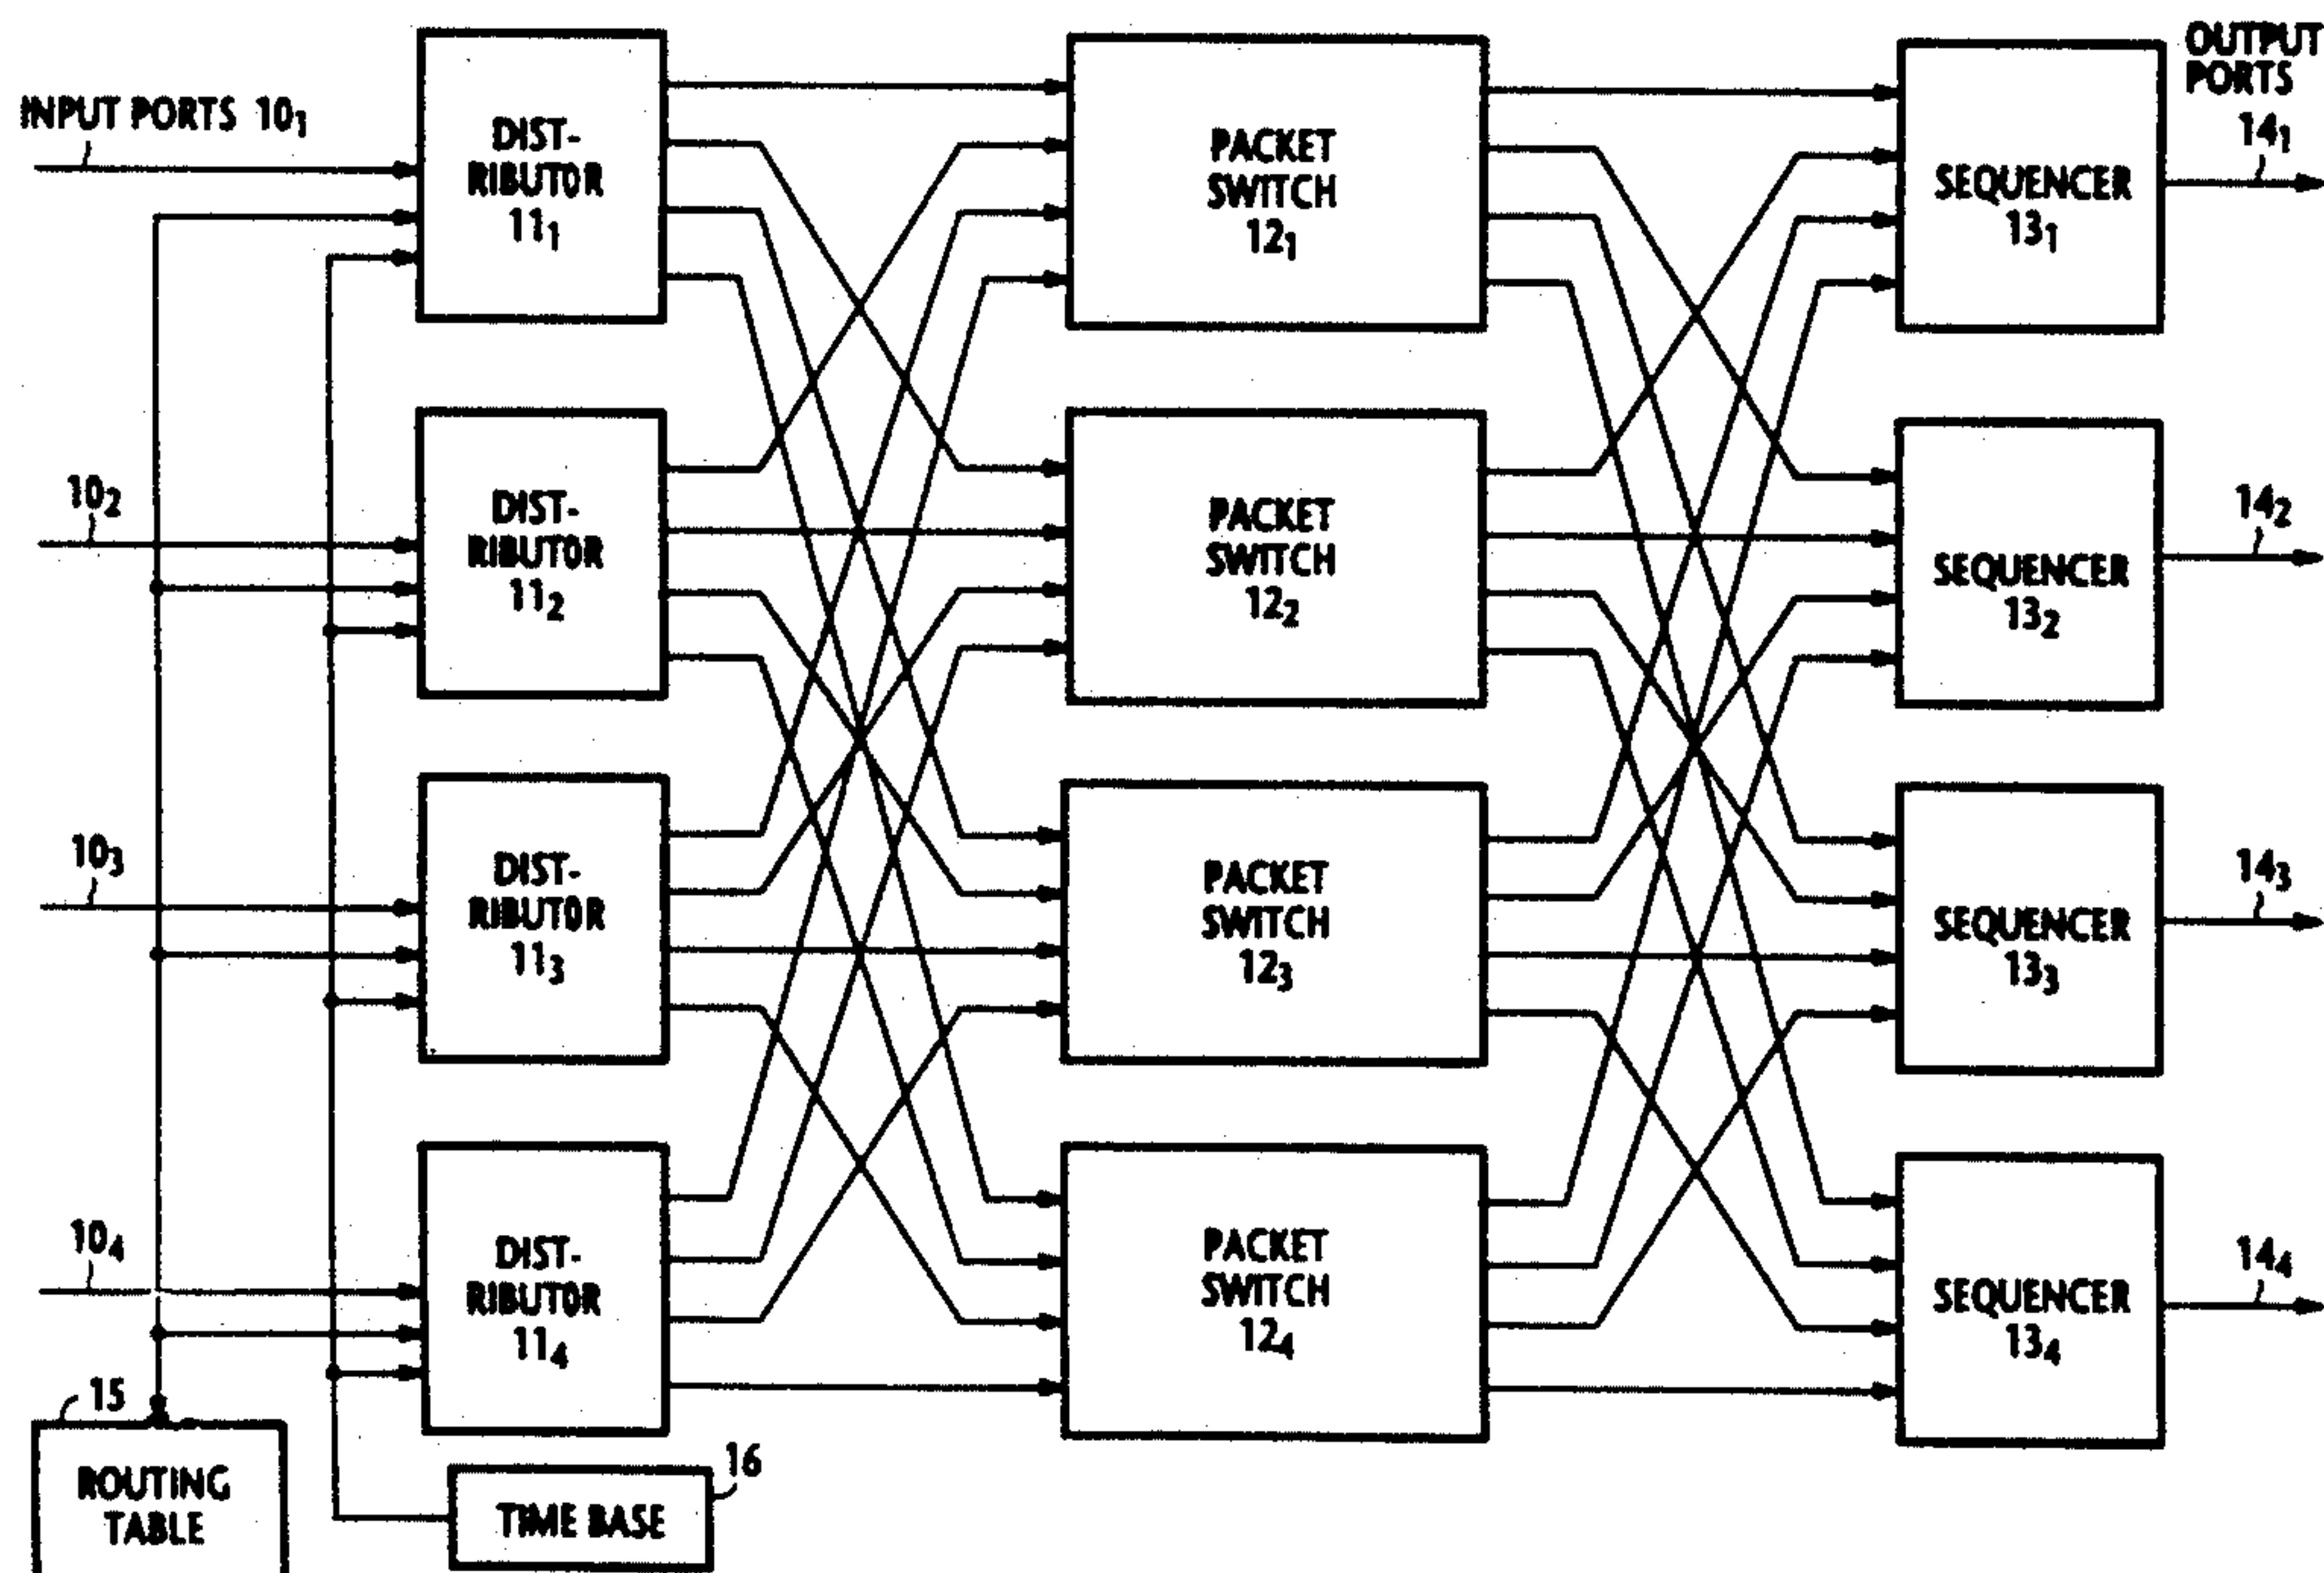 INPUT PORTS 10₁
DIST-
RIBUTOR
11₁
PACKET
SWITCH
12₁
SEQUENCER
13₁
OUTPUT
PORTS
14₁
10₂
DIST-
RIBUTOR
11₂
PACKET
SWITCH
12₂
SEQUENCER
13₂
14₂
10₃
DIST-
RIBUTOR
11₃
PACKET
SWITCH
12₃
SEQUENCER
13₃
14₃
10₄
DIST-
RIBUTOR
11₄
PACKET
SWITCH
12₄
SEQUENCER
13₄
14₄
15
ROUTING
TABLE
TIME BASE
16